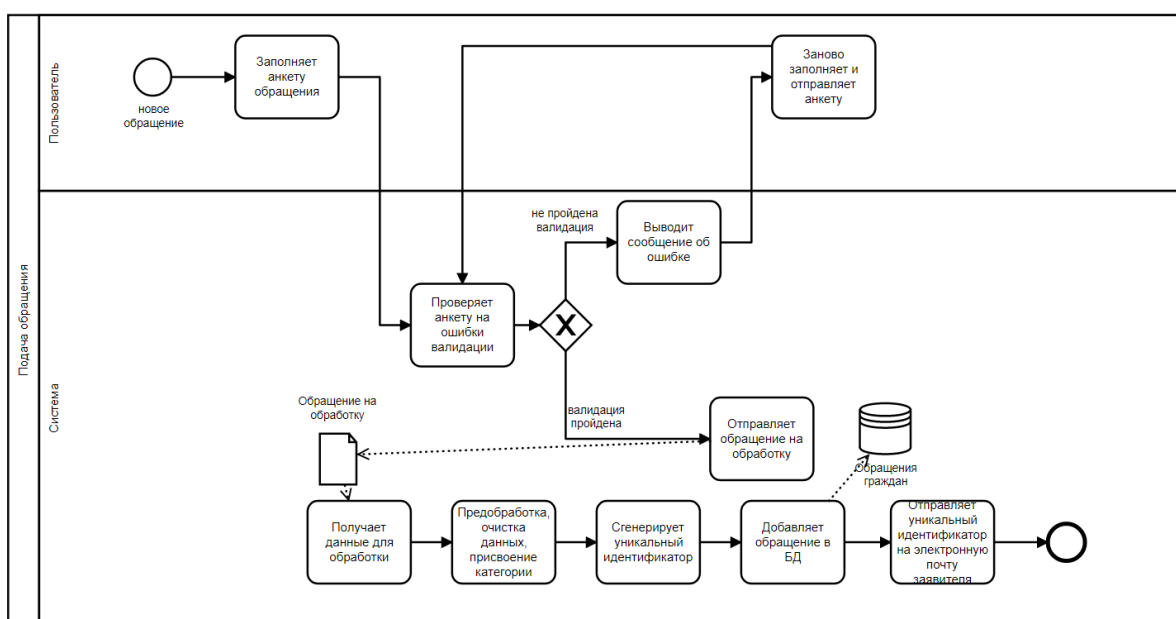 Подача обращения
Пользователь
новое
обращение
Заполняет
анкету
обращения
Заново
заполняет и
отправляет
анкету
Система
не пройдена
валидация
Выводит
сообщение об
ошибке
Проверяет
анкету на
ошибки
валидации
X
валидация
пройдена
Отправляет
обращение на
обработку
Обращение на
обработку
Обращения
граждан
Получает
данные для
обработки
Предобработка,
очистка
данных,
присвоение
категории
Сгенерирует
уникальный
идентификатор
Добавляет
обращение в
БД
Отправляет
уникальный
идентификатор
на электронную
почту
заявителя